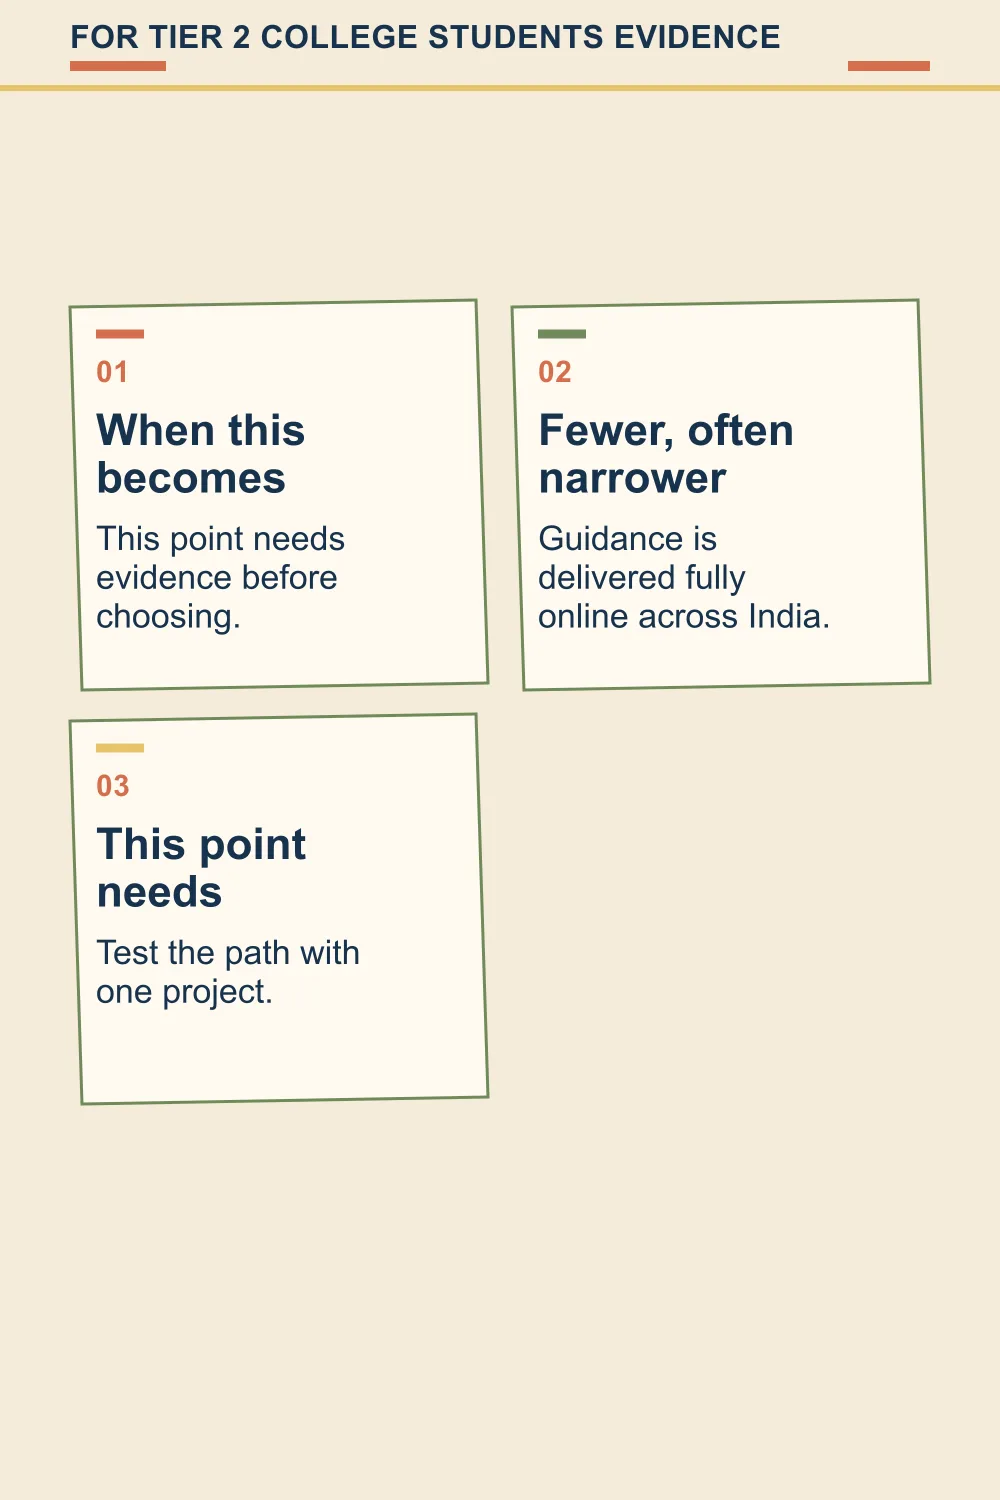 FOR TIER 2 COLLEGE STUDENTS EVIDENCE
01
When this
becomes
This point needs
evidence before
choosing.
02
Fewer, often
narrower
Guidance is
delivered fully
online across India.
03
This point
needs
Test the path with
one project.